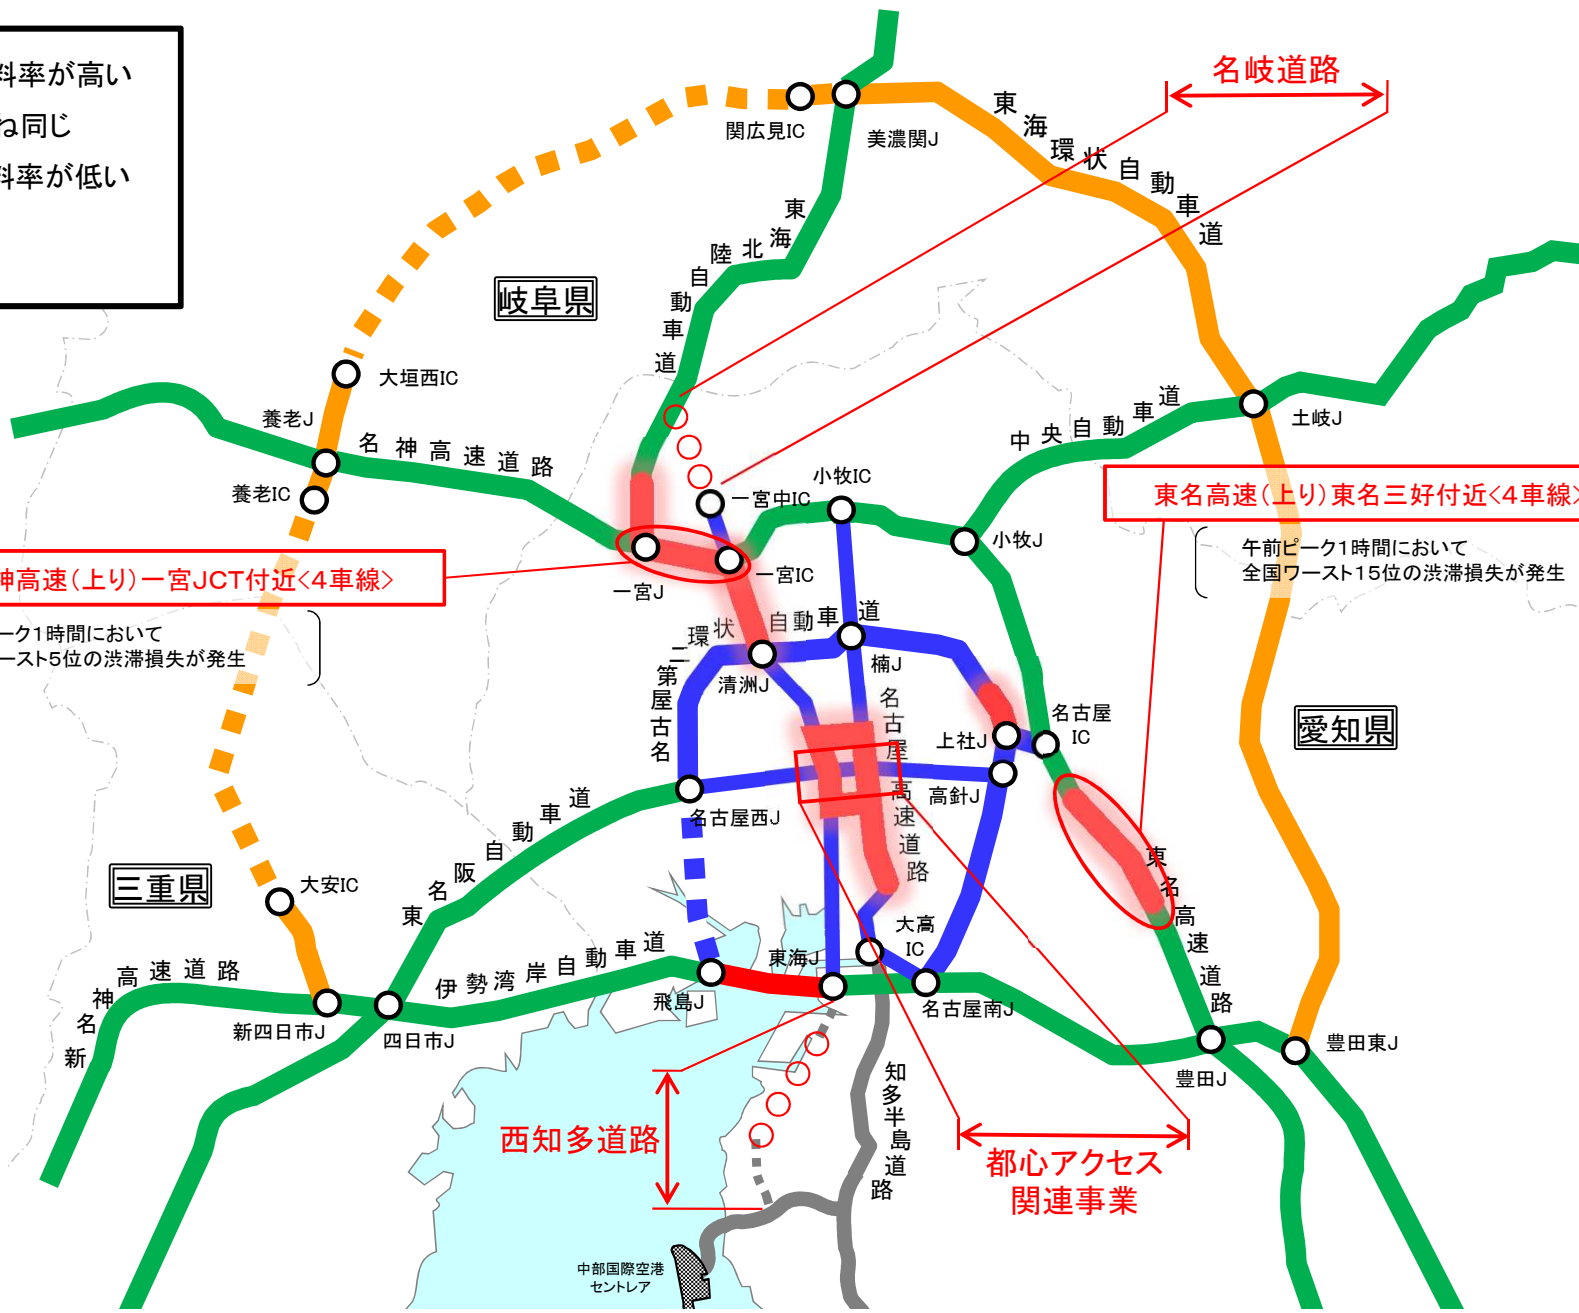 料率が高い
ね同じ
料率が低い
名岐道路
関広見IC
美濃関J
東海環状自動車道
東海北陸自動車道
岐阜県
大垣西IC
養老J
名神高速道路
養老IC
中央自動車道
土岐J
小牧IC
一宮中IC
小牧J
東名高速（上り）東名三好付近<4車線>
午前ピーク1時間において
全国ワースト15位の渋滞損失が発生
神高速（上り）一宮JCT付近<4車線>
ーク1時間において
ースト5位の渋滞損失が発生
一宮J
一宮IC
名古屋第二環状自動車道
清洲J
楠J
名古屋高速道路
上社J
名古屋
IC
愛知県
高針J
名古屋西J
東名阪自動車道
三重県
大安IC
東名高速道路
大高
IC
東海J
伊勢湾岸自動車道
新名神高速道路
飛島J
名古屋南J
新四日市J
四日市J
豊田J
豊田東J
知多半島道路
西知多道路
都心アクセス
関連事業
中部国際空港
セントレア